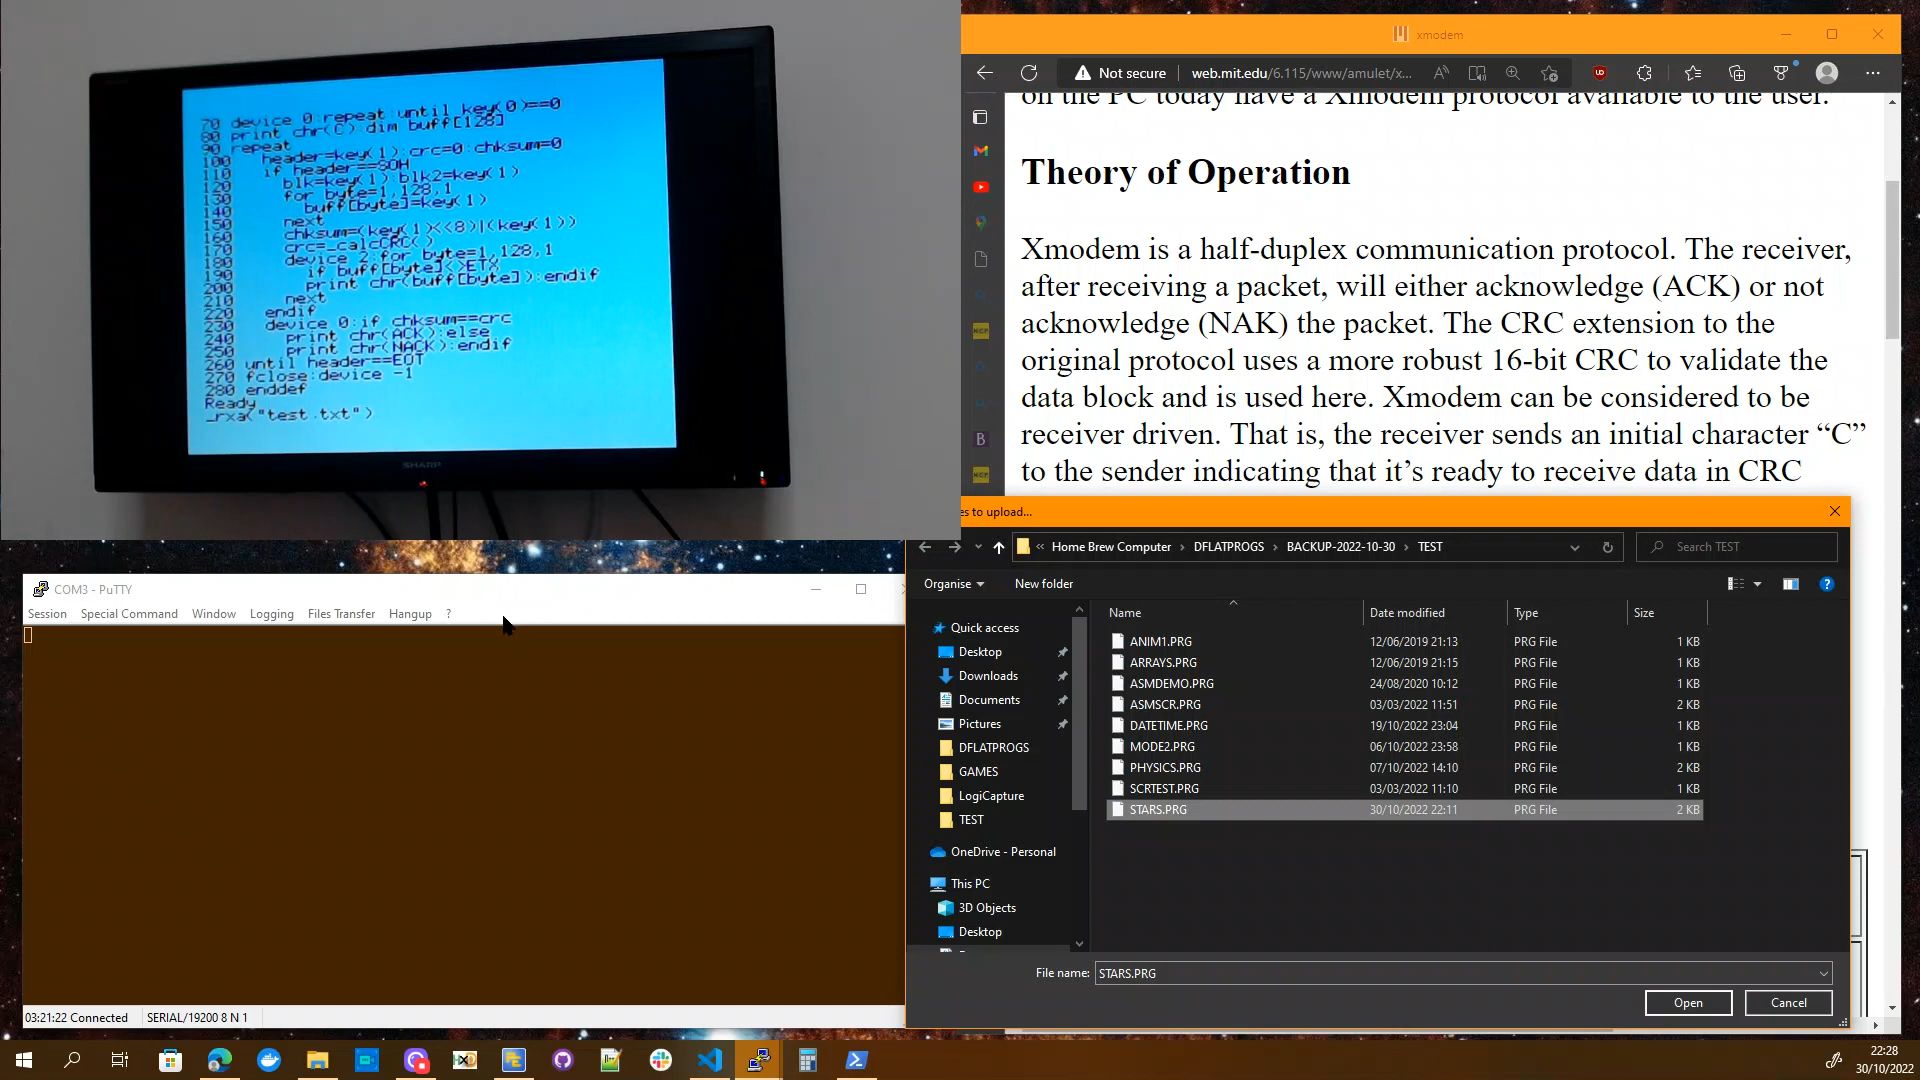 70 device 0:repeat:until key(0)==0
80 print chr(C):dim buff[128]
90 repeat
100 header=key(1):crc=0:chksum=0
110 if header==SOH
120 blk=key(1):blk2=key(1)
130 for byte=1,128,1
140 buff[byte]=key(1)
150 next
160 chksum=(key(1)<<8)|(key(1))
170 crc=_calcCRC()
180 device 2:for byte=1,128,1
190 if buff[byte]<>ETX
200 print chr(buff[byte]):endif
210 next
220 endif
230 device 0:if chksum==crc
240 print chr(ACK):else
250 print chr(NACK):endif
260 until header==EOT
270 fclose:device -1
280 enddef
Ready
_rxa("test.txt")
SHARP
xmodem
Not secure web.mit.edu/6.115/www/amulet/x...
on the PC today have a Xmodem protocol available to the user.
Theory of Operation
Xmodem is a half-duplex communication protocol. The receiver,
after receiving a packet, will either acknowledge (ACK) or not
acknowledge (NAK) the packet. The CRC extension to the
original protocol uses a more robust 16-bit CRC to validate the
data block and is used here. Xmodem can be considered to be
receiver driven. That is, the receiver sends an initial character “C”
to the sender indicating that it’s ready to receive data in CRC
es to upload...
« Home Brew Computer › DFLATPROGS › BACKUP-2022-10-30 › TEST
Search TEST
Organise New folder
Quick access
Desktop
Downloads
Documents
Pictures
DFLATPROGS
GAMES
LogiCapture
TEST
OneDrive - Personal
This PC
3D Objects
Desktop
Name Date modified Type Size
ANIM1.PRG 12/06/2019 21:13 PRG File 1 KB
ARRAYS.PRG 12/06/2019 21:15 PRG File 1 KB
ASMDEMO.PRG 24/08/2020 10:12 PRG File 1 KB
ASMSCR.PRG 03/03/2022 11:51 PRG File 2 KB
DATETIME.PRG 19/10/2022 23:04 PRG File 1 KB
MODE2.PRG 06/10/2022 23:58 PRG File 1 KB
PHYSICS.PRG 07/10/2022 14:10 PRG File 2 KB
SCRTEST.PRG 03/03/2022 11:10 PRG File 1 KB
STARS.PRG 30/10/2022 22:11 PRG File 2 KB
File name: STARS.PRG
Open Cancel
COM3 - PuTTY
Session Special Command Window Logging Files Transfer Hangup ?
03:21:22 Connected SERIAL/19200 8 N 1
22:28
30/10/2022